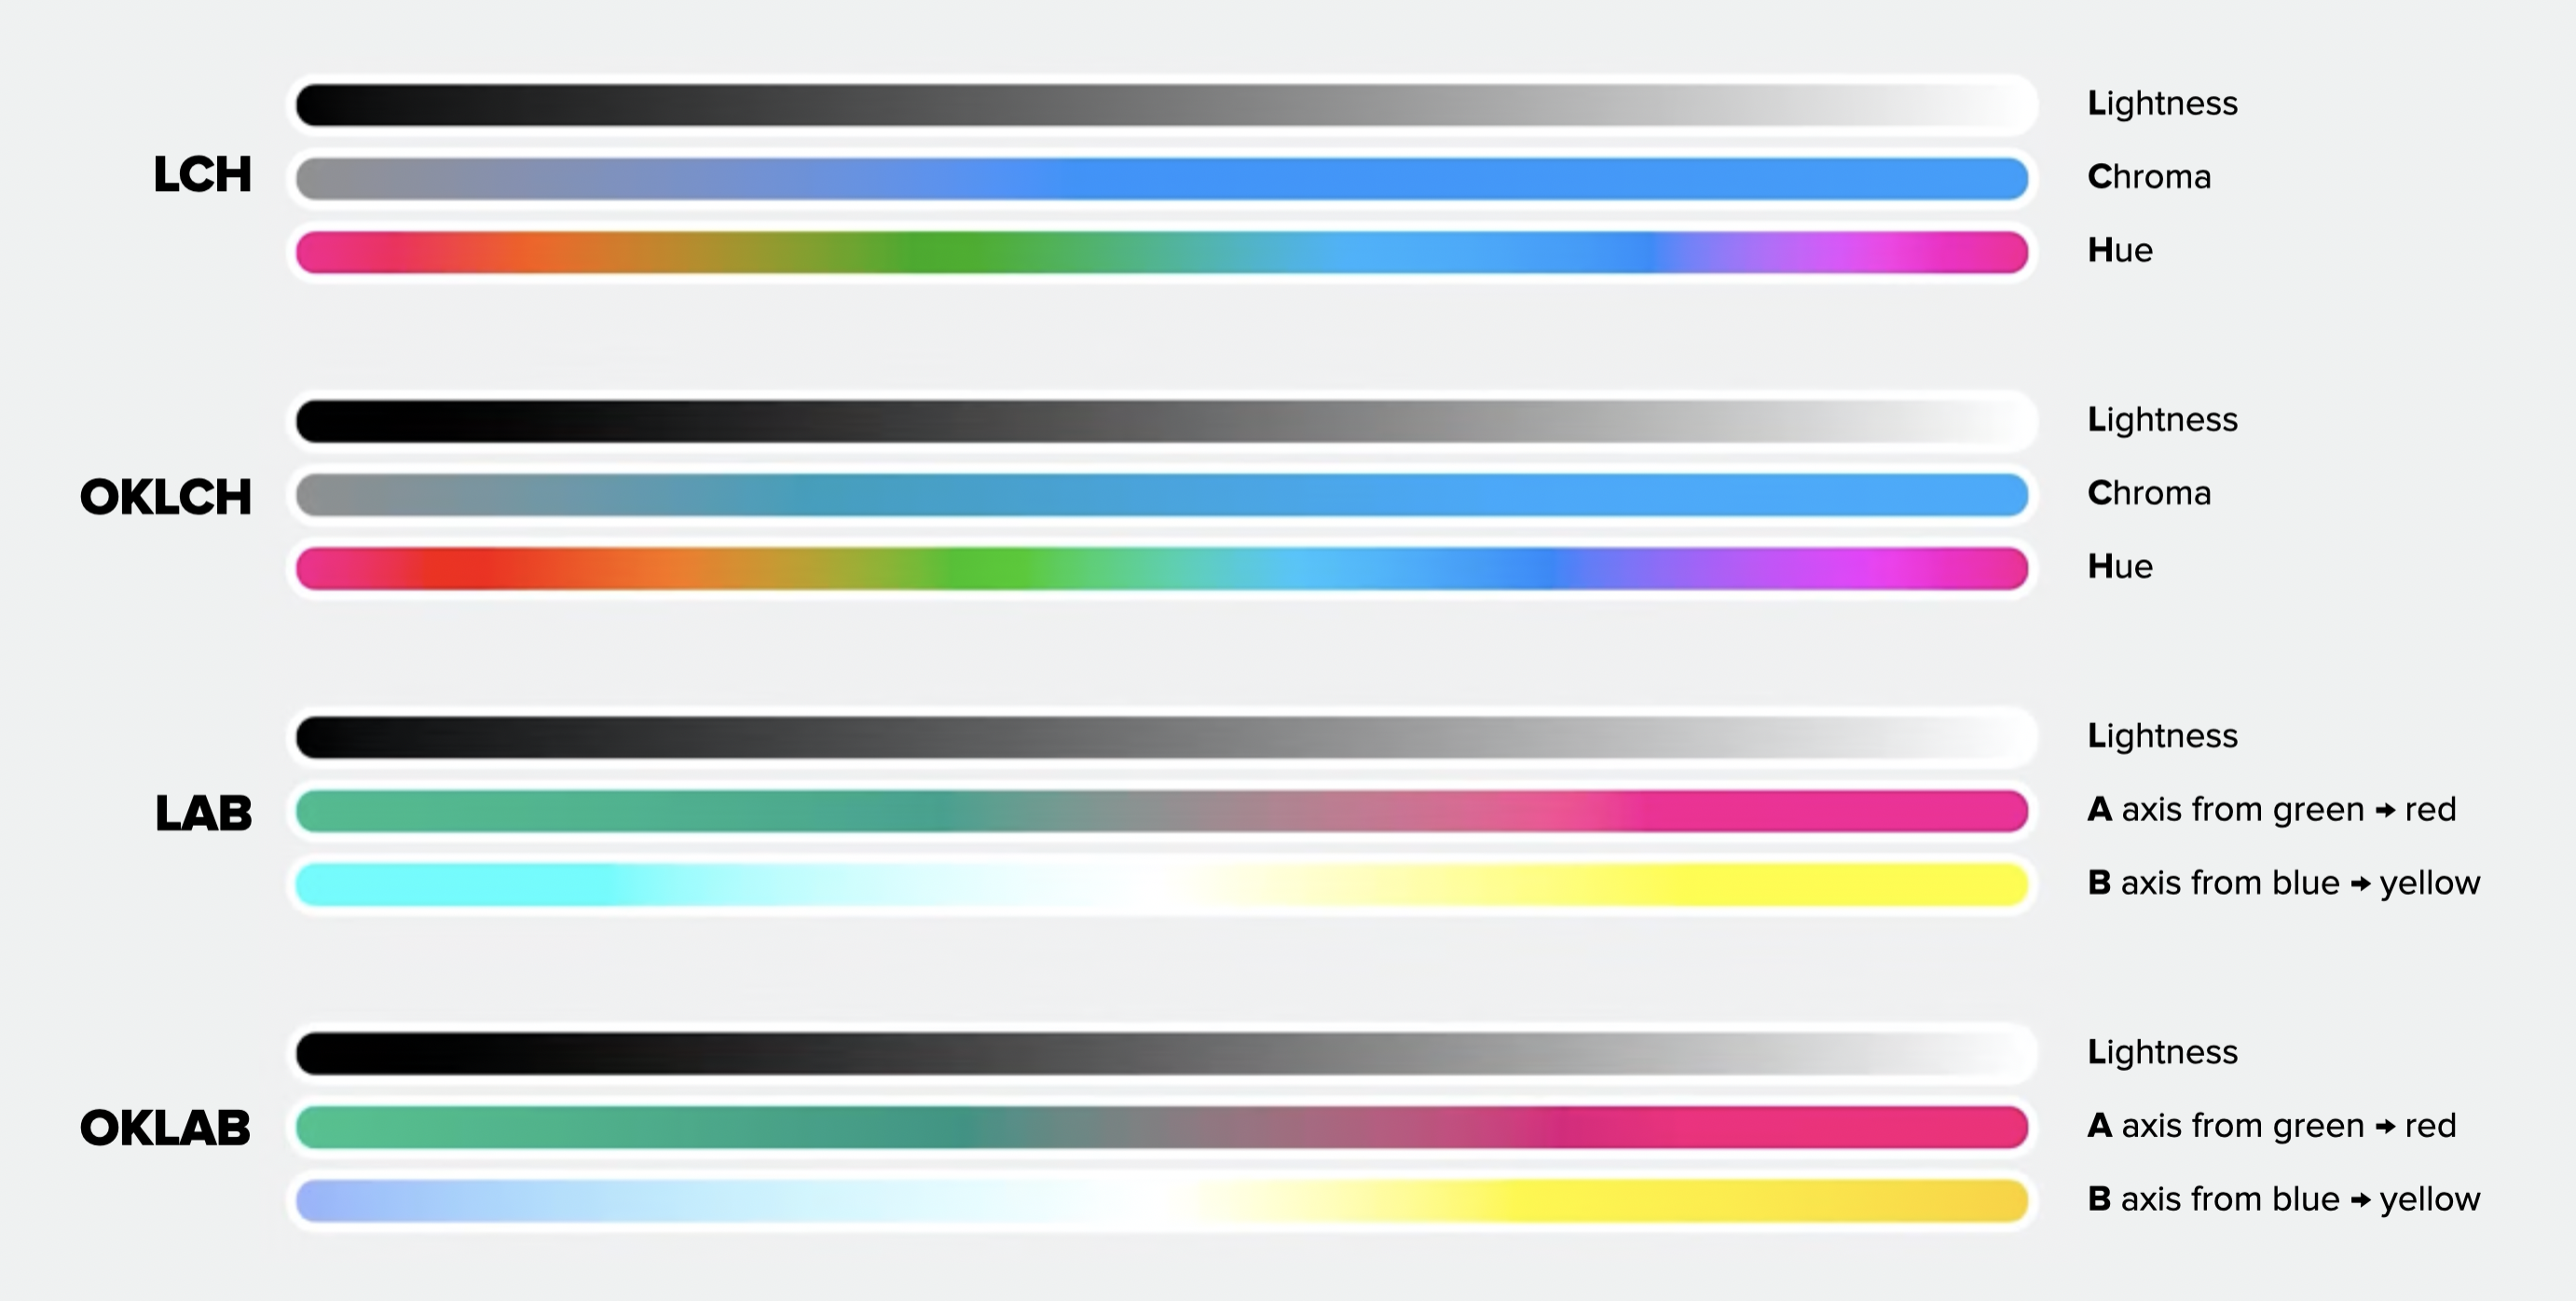 LCH
Lightness
Chroma
Hue
OKLCH
Lightness
Chroma
Hue
LAB
Lightness
A axis from green → red
B axis from blue → yellow
OKLAB
Lightness
A axis from green → red
B axis from blue → yellow